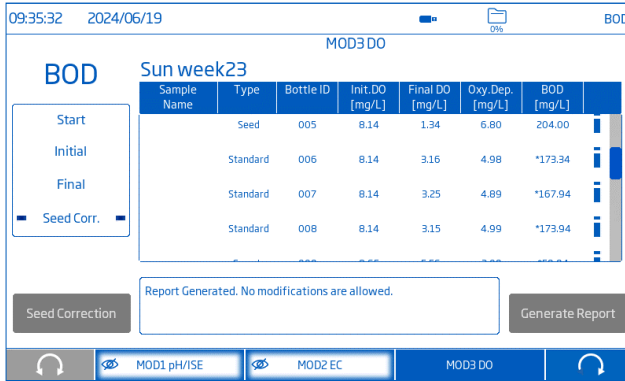 09:35:32 2024/06/19 0% BOD
MOD3 DO
BOD Sun week23
Sample Name Type Bottle ID Init.DO [mg/L] Final DO [mg/L] Oxy.Dep. [mg/L] BOD [mg/L]
Seed 005 8.14 1.34 6.80 204.00
Standard 006 8.14 3.16 4.98 *173.34
Standard 007 8.14 3.25 4.89 *167.94
Standard 008 8.14 3.15 4.99 *173.94
Start
Initial
Final
Seed Corr.
Report Generated. No modifications are allowed.
Seed Correction
Generate Report
MOD1 pH/ISE MOD2 EC MOD3 DO